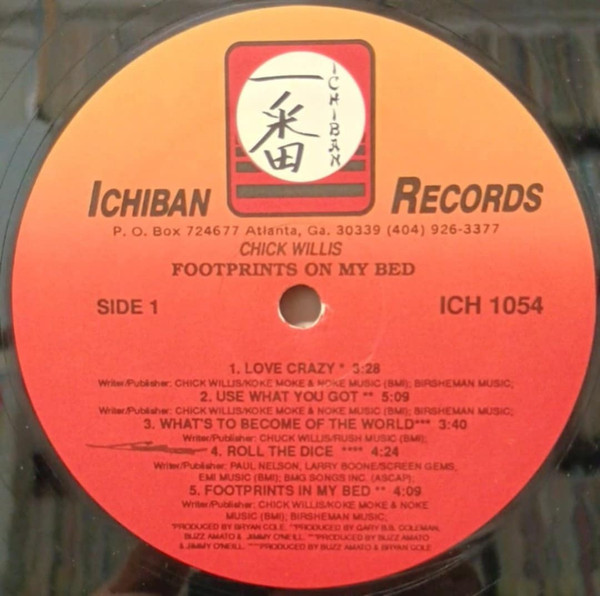 一番
ICHIBAN
ICHIBAN RECORDS
P. O. Box 724677 Atlanta, Ga. 30339 (404) 926-3377
CHICK WILLIS
FOOTPRINTS ON MY BED
SIDE 1
ICH 1054
1. LOVE CRAZY * 3:28
Writer/Publisher: CHICK WILLIS/KOKE MOKE & NOKE MUSIC (BMI); BIRSHEMAN MUSIC;
2. USE WHAT YOU GOT ** 5:09
Writer/Publisher: CHICK WILLIS/KOKE MOKE & NOKE MUSIC (BMI); BIRSHEMAN MUSIC;
3. WHAT'S TO BECOME OF THE WORLD*** 3:40
Writer/Publisher: CHUCK WILLIS/RUSH MUSIC (BMI);
4. ROLL THE DICE **** 4:24
Writer/Publisher: PAUL NELSON, LARRY BOONE/SCREEN GEMS,
EMI MUSIC (BMI); BMG SONGS INC. (ASCAP);
5. FOOTPRINTS IN MY BED ** 4:09
Writer/Publisher: CHICK WILLIS/KOKE MOKE & NOKE
MUSIC (BMI); BIRSHEMAN MUSIC;
*PRODUCED BY BRYAN COLE. **PRODUCED BY GARY B.B. COLEMAN,
BUZZ AMATO & JIMMY O'NEILL. ***PRODUCED BY BUZZ AMATO
& JIMMY O'NEILL. ****PRODUCED BY BUZZ AMATO & BRYAN COLE